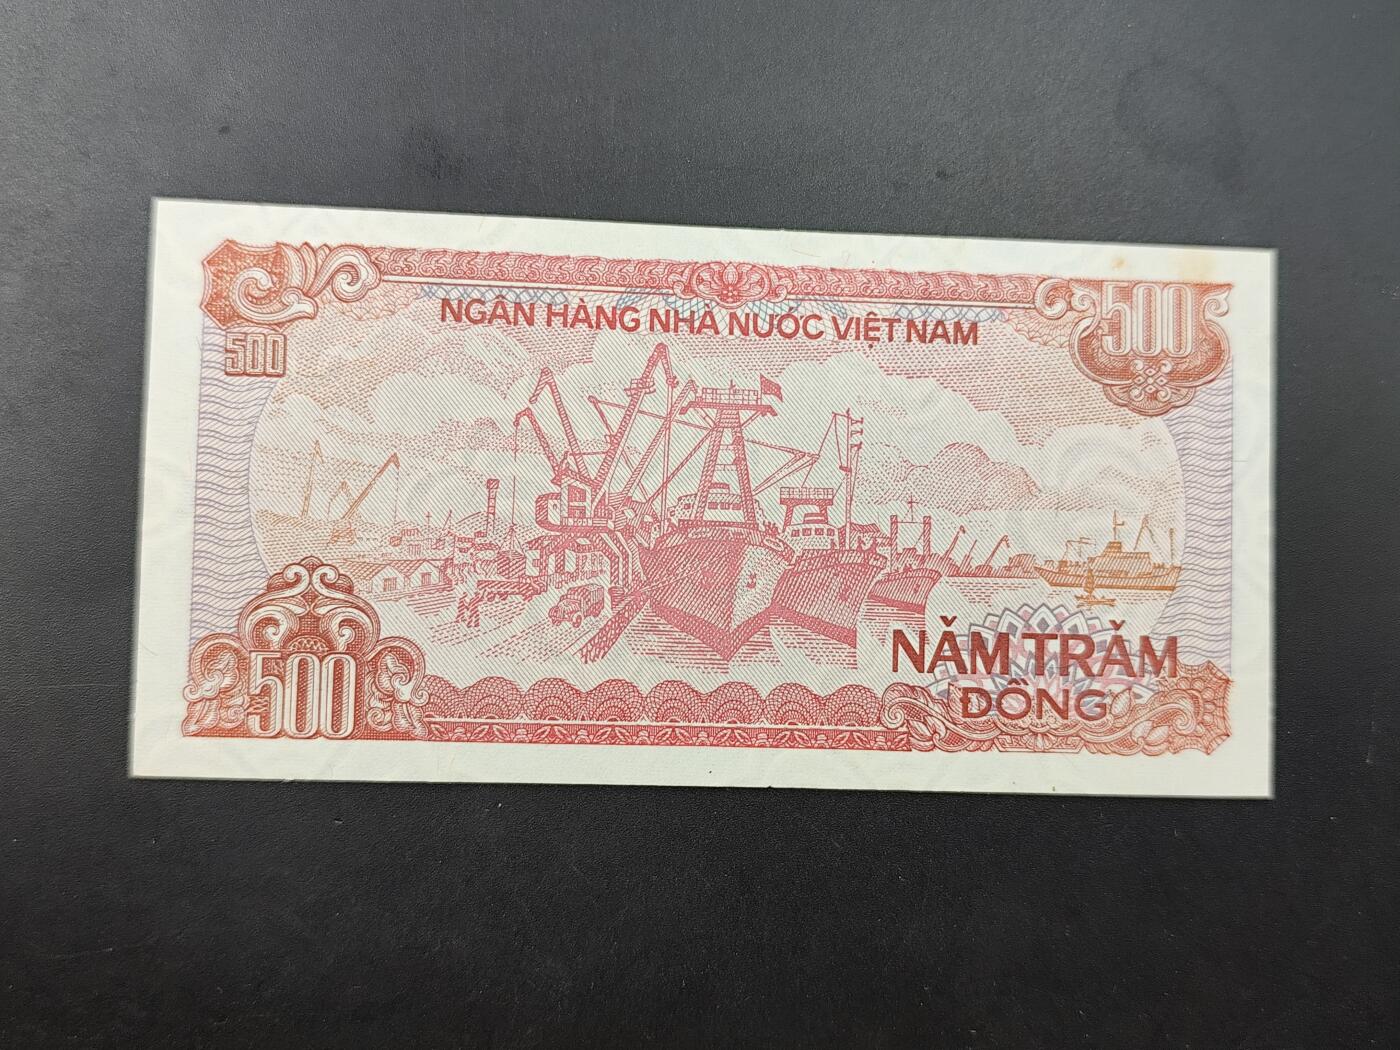 NGÂN HÀNG NHÀ NƯỚC VIỆT NAM
500
500
500
NĂM TRĂM
ĐỒNG